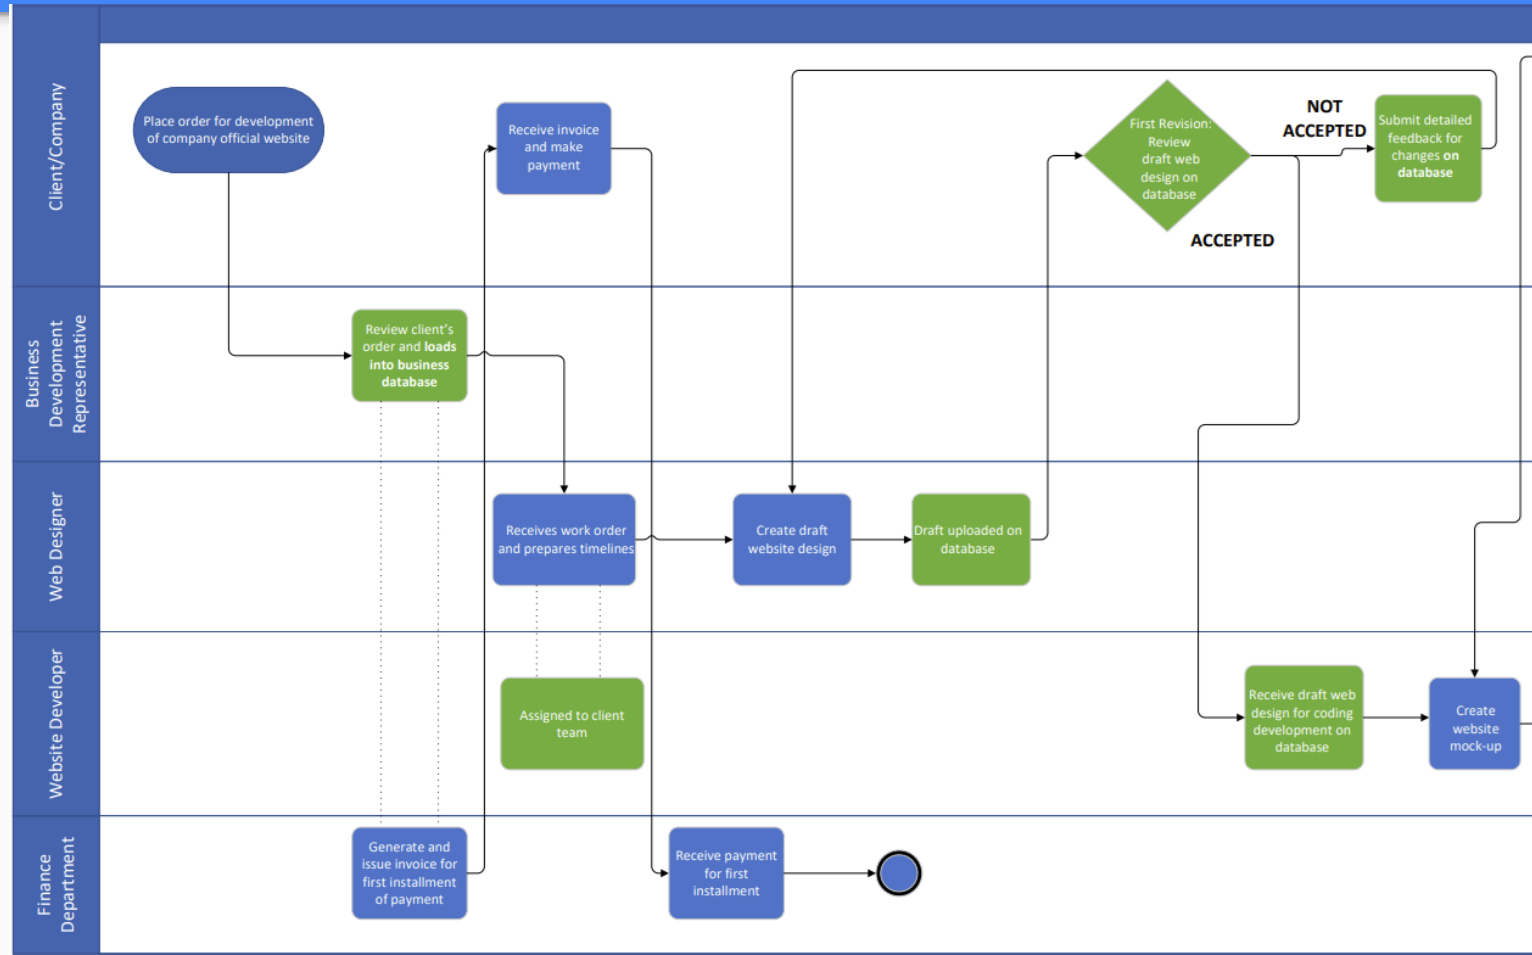 Client/Company
Place order for development
of company official website
Receive invoice
and make
payment
First Revision:
Review
draft web
design on
database
NOT
ACCEPTED
Submit detailed
feedback for
changes on
database
ACCEPTED
Business
Development
Representative
Review client's
order and loads
into business
database
Web Designer
Receives work order
and prepares timelines
Create draft
website design
Draft uploaded on
database
Website Developer
Assigned to client
team
Receive draft web
design for coding
development on
database
Create
website
mock-up
Finance
Department
Generate and
issue invoice for
first installment
of payment
Receive payment
for first
installment